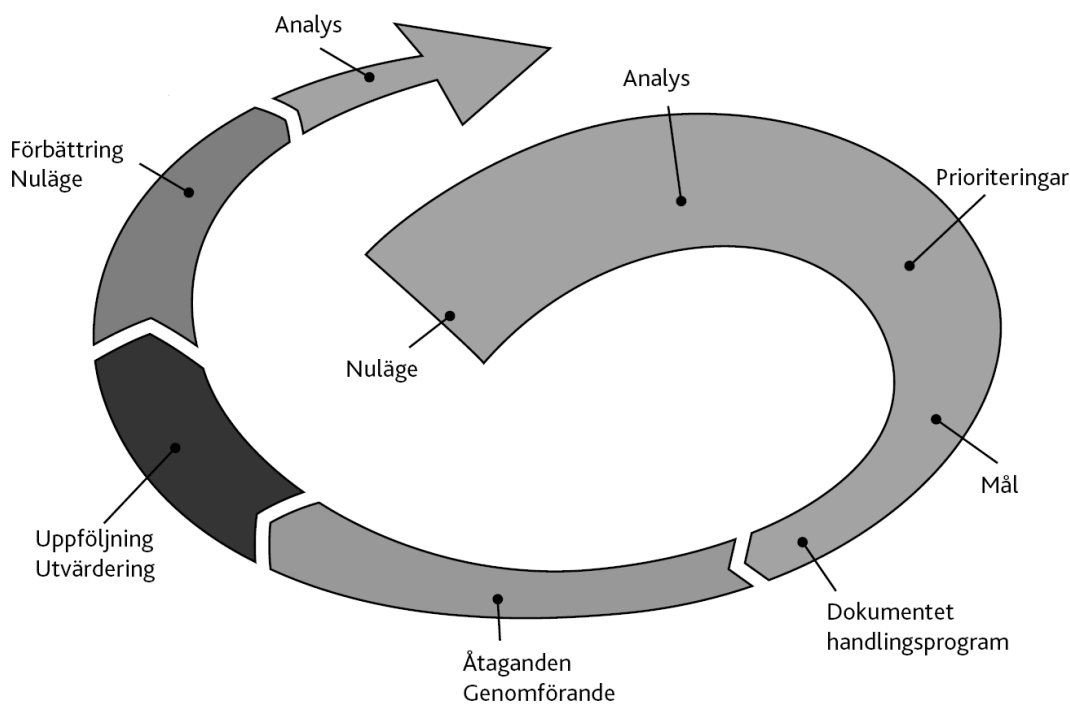 Analys
Analys
Förbättring
Nuläge
Prioriteringar
Nuläge
Mål
Uppföljning
Utvärdering
Dokumentet
handlingsprogram
Åtaganden
Genomförande